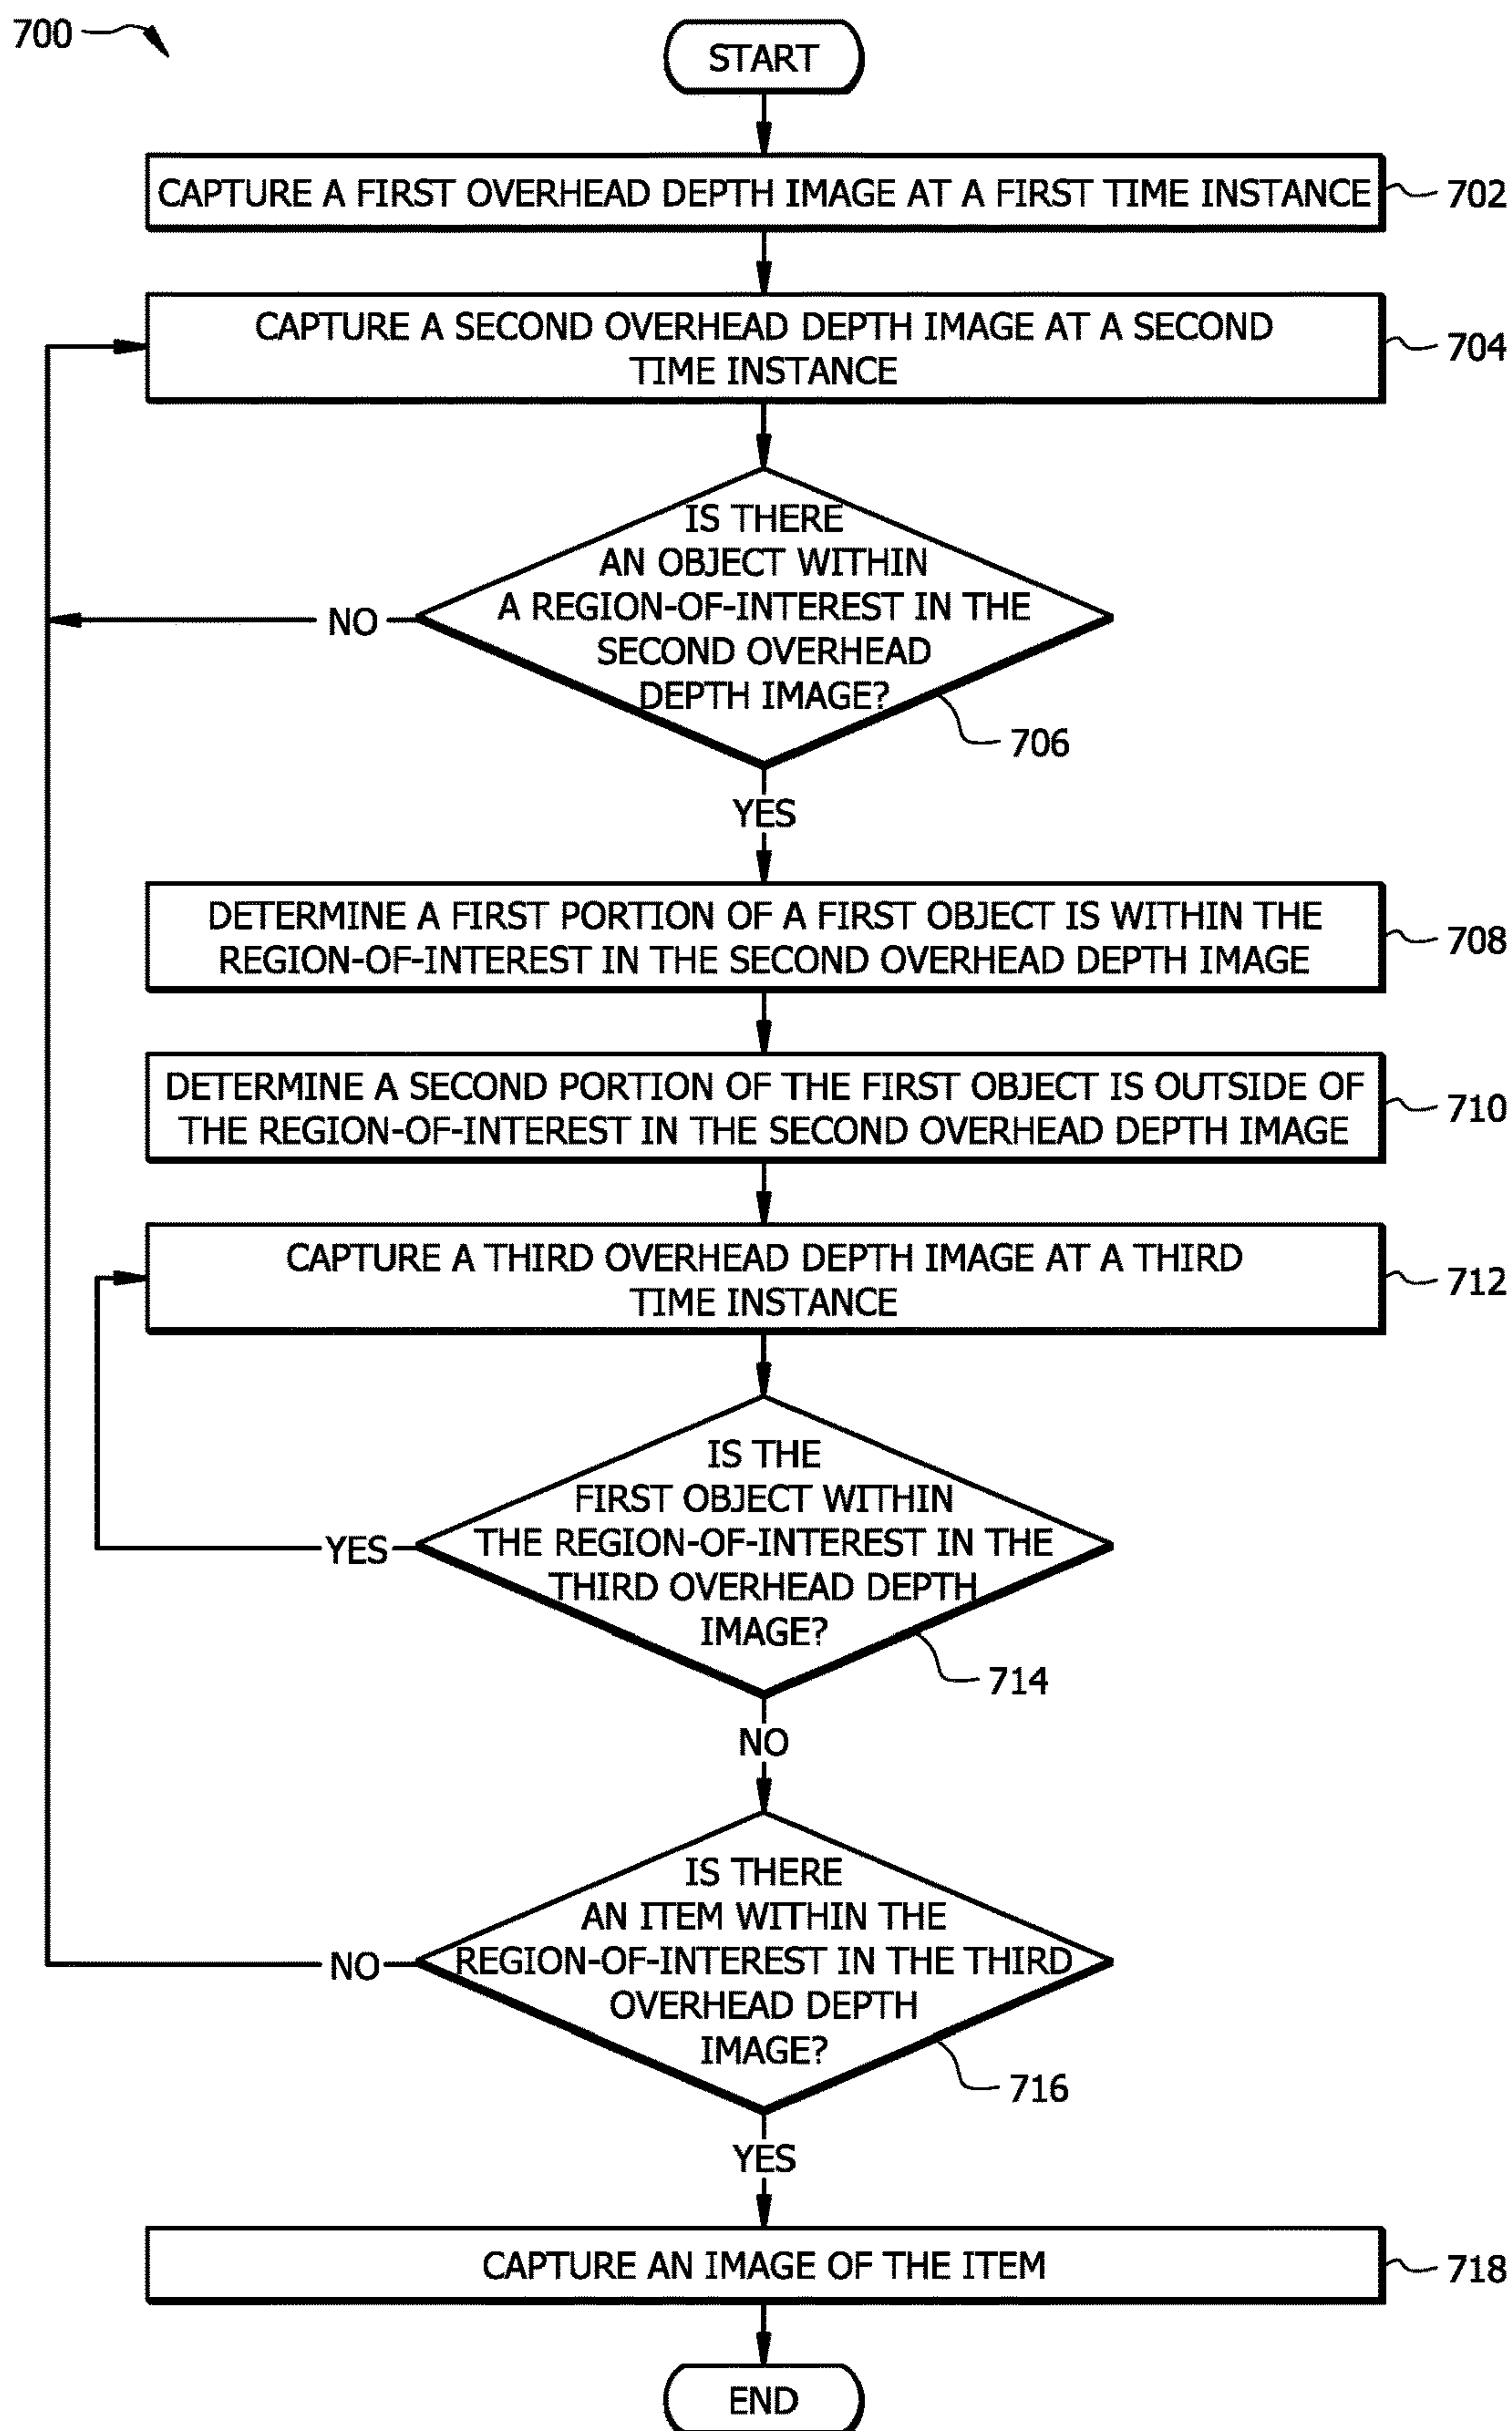 700
START
CAPTURE A FIRST OVERHEAD DEPTH IMAGE AT A FIRST TIME INSTANCE
702
CAPTURE A SECOND OVERHEAD DEPTH IMAGE AT A SECOND
TIME INSTANCE
704
IS THERE
AN OBJECT WITHIN
A REGION-OF-INTEREST IN THE
SECOND OVERHEAD
DEPTH IMAGE?
NO
706
YES
DETERMINE A FIRST PORTION OF A FIRST OBJECT IS WITHIN THE
REGION-OF-INTEREST IN THE SECOND OVERHEAD DEPTH IMAGE
708
DETERMINE A SECOND PORTION OF THE FIRST OBJECT IS OUTSIDE OF
THE REGION-OF-INTEREST IN THE SECOND OVERHEAD DEPTH IMAGE
710
CAPTURE A THIRD OVERHEAD DEPTH IMAGE AT A THIRD
TIME INSTANCE
712
IS THE
FIRST OBJECT WITHIN
THE REGION-OF-INTEREST IN THE
THIRD OVERHEAD DEPTH
IMAGE?
YES
714
NO
IS THERE
AN ITEM WITHIN THE
REGION-OF-INTEREST IN THE THIRD
OVERHEAD DEPTH
IMAGE?
NO
716
YES
CAPTURE AN IMAGE OF THE ITEM
718
END